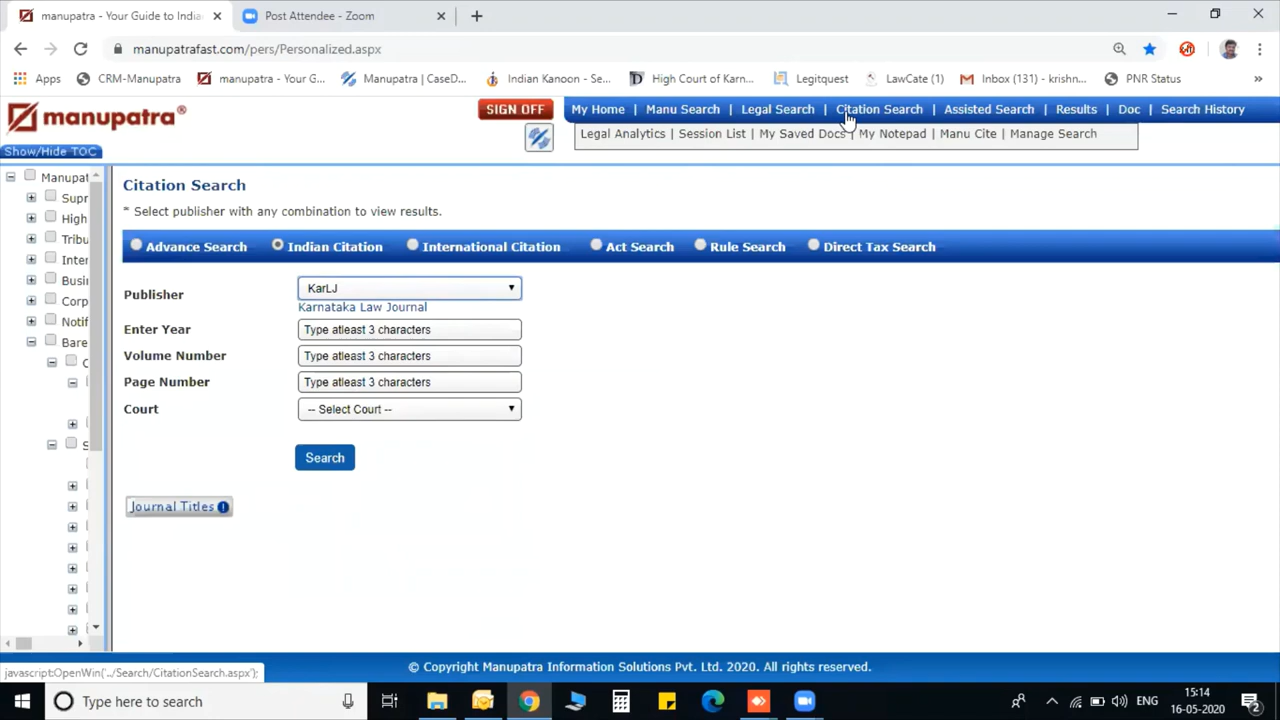 manupatra - Your Guide to India
Post Attendee - Zoom
manupatrafast.com/pers/Personalized.aspx
Apps
CRM-Manupatra
manupatra - Your G...
Manupatra | CaseD...
Indian Kanoon - Se...
High Court of Karn...
Legitquest
LawCate (1)
Inbox (131) - krishn...
PNR Status
»
manupatra®
SIGN OFF
My Home | Manu Search | Legal Search | Citation Search | Assisted Search | Results | Doc | Search History
Legal Analytics | Session List | My Saved Docs | My Notepad | Manu Cite | Manage Search
Show/Hide TOC
Manupat
Supr
High
Tribu
Inter
Busi
Corp
Notif
Bare
C
S
Citation Search
* Select publisher with any combination to view results.
Advance Search
Indian Citation
International Citation
Act Search
Rule Search
Direct Tax Search
Publisher
KarLJ
Karnataka Law Journal
Enter Year
Type atleast 3 characters
Volume Number
Type atleast 3 characters
Page Number
Type atleast 3 characters
Court
-- Select Court --
Search
Journal Titles
© Copyright Manupatra Information Solutions Pvt. Ltd. 2020. All rights reserved.
javascript:OpenWin('../Search/CitationSearch.aspx');
Type here to search
ENG
15:14
16-05-2020
2